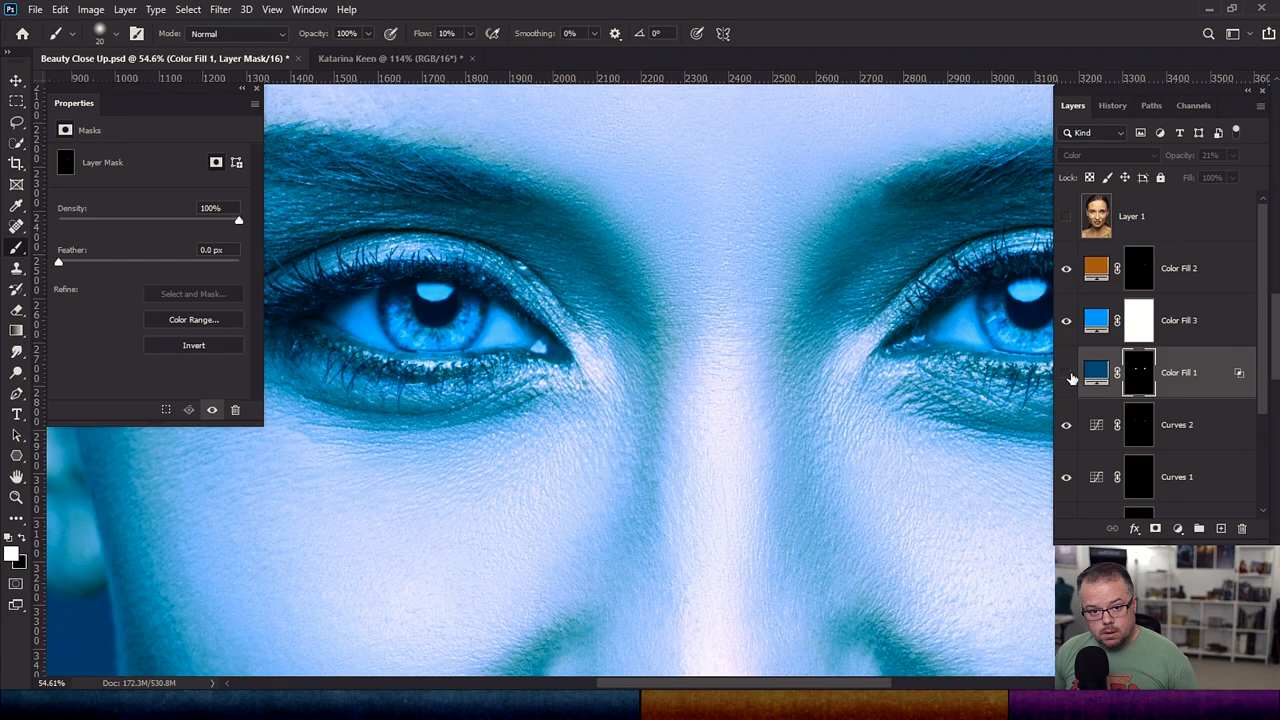 Ps File Edit Image Layer Type Select Filter 3D View Window Help
20 Mode: Normal Opacity: 100% Flow: 10% Smoothing: 0% 0°
Beauty Close Up.psd @ 54.6% (Color Fill 1, Layer Mask/16) * × Katarina Keen @ 114% (RGB/16) * ×
900 1000 1100 1200 1300 1400 1500 1600 1700 1800 1900 2000 2100 2200 2300 2400 2500 2600 2700 2800 2900 3000 3100 3200 3300 3400 3500
Properties
Masks
Layer Mask
Density: 100%
Feather: 0.0 px
Refine: Select and Mask...
Color Range...
Invert
Layers History Paths Channels
Kind
Color Opacity: 21%
Lock: Fill: 100%
Layer 1
Color Fill 2
Color Fill 3
Color Fill 1
Curves 2
Curves 1
fx
54.61% Doc: 172.3M/530.8M